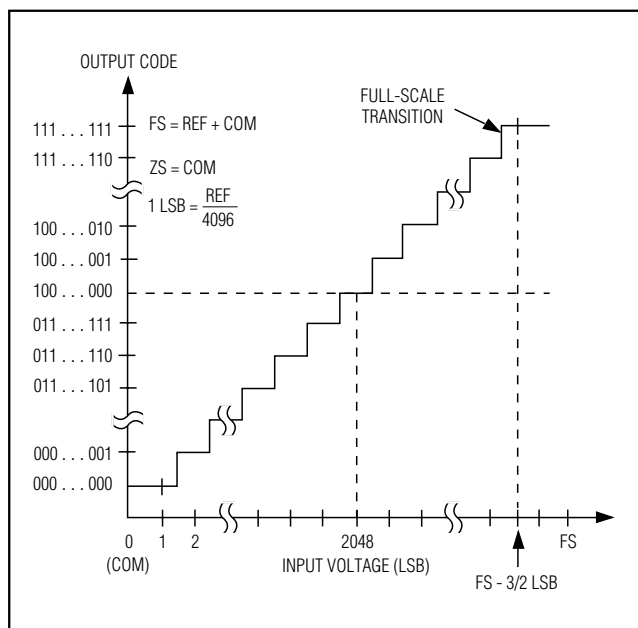 OUTPUT CODE
FULL-SCALE
TRANSITION
111 . . . 111
FS = REF + COM
111 . . . 110
ZS = COM
1 LSB = REF
4096
100 . . . 010
100 . . . 001
100 . . . 000
011 . . . 111
011 . . . 110
011 . . . 101
000 . . . 001
000 . . . 000
0 1 2 2048 FS
(COM) INPUT VOLTAGE (LSB)
FS - 3/2 LSB